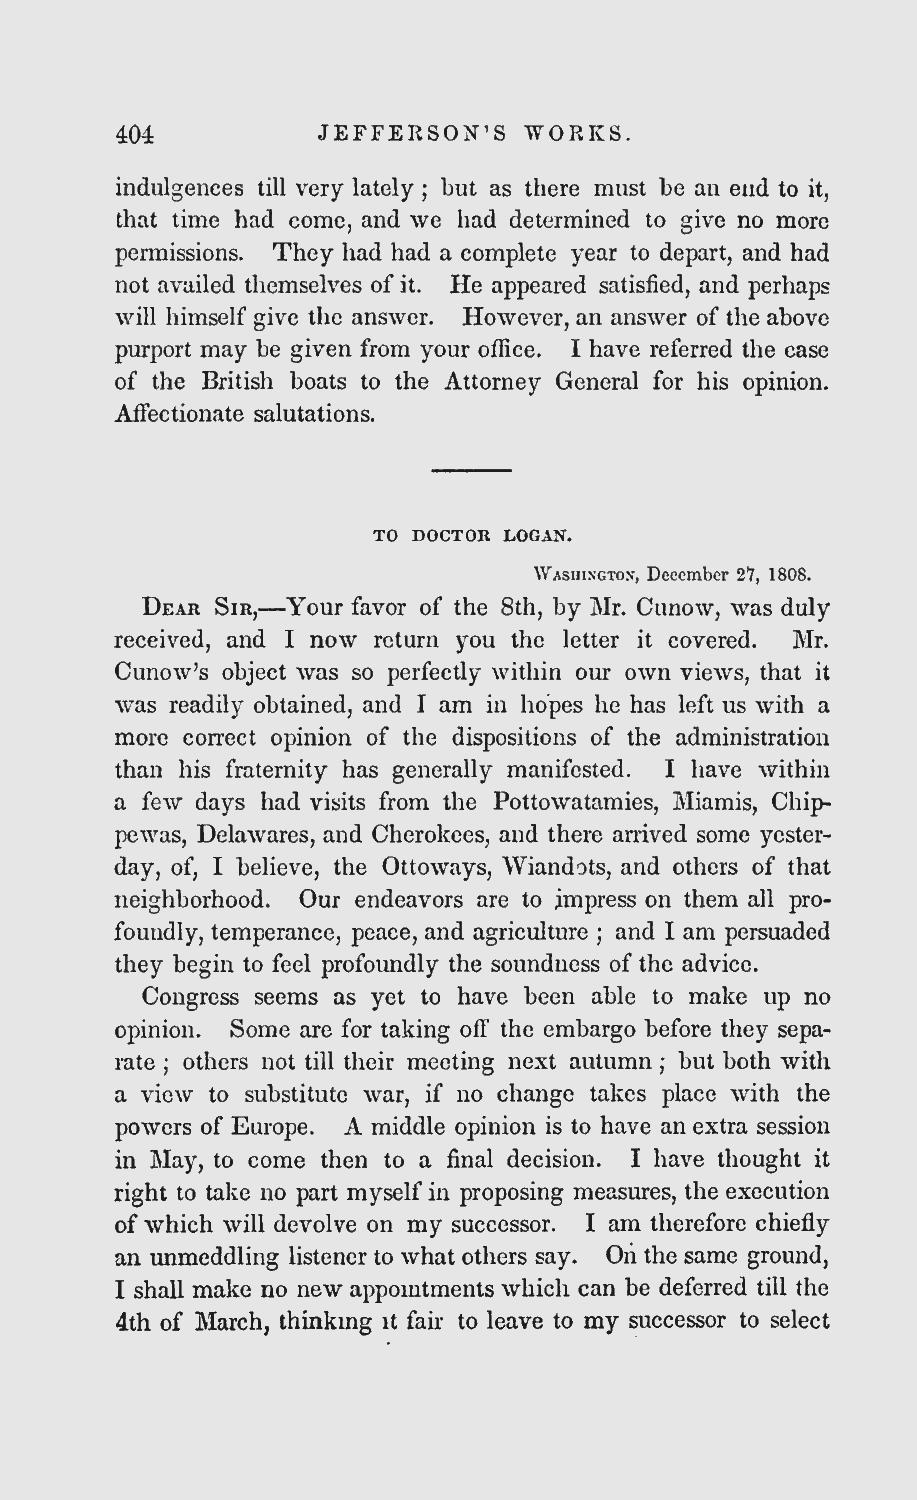 404 JEFFERSON'S WORKS.
indulgences till very lately ; but as there must be an end to it,
that time had come, and we had determined to give no more
permissions. They had had a complete year to depart, and had
not availed themselves of it. He appeared satisfied, and perhaps
will himself give the answer. However, an answer of the above
purport may be given from your office. I have referred the case
of the British boats to the Attorney General for his opinion.
Affectionate salutations.
TO DOCTOR LOGAN.
WASHINGTON, December 27, 1808.
DEAR SIR,—Your favor of the 8th, by Mr. Cunow, was duly
received, and I now return you the letter it covered. Mr.
Cunow's object was so perfectly within our own views, that it
was readily obtained, and I am in hopes he has left us with a
more correct opinion of the dispositions of the administration
than his fraternity has generally manifested. I have within
a few days had visits from the Pottowatamies, Miamis, Chip-
pewas, Delawares, and Cherokees, and there arrived some yester-
day, of, I believe, the Ottoways, Wiandots, and others of that
neighborhood. Our endeavors are to impress on them all pro-
foundly, temperance, peace, and agriculture ; and I am persuaded
they begin to feel profoundly the soundness of the advice.
Congress seems as yet to have been able to make up no
opinion. Some are for taking off the embargo before they sepa-
rate ; others not till their meeting next autumn ; but both with
a view to substitute war, if no change takes place with the
powers of Europe. A middle opinion is to have an extra session
in May, to come then to a final decision. I have thought it
right to take no part myself in proposing measures, the execution
of which will devolve on my successor. I am therefore chiefly
an unmeddling listener to what others say. On the same ground,
I shall make no new appointments which can be deferred till the
4th of March, thinking it fair to leave to my successor to select